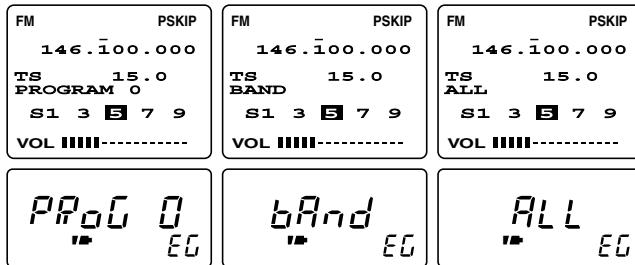 FM PSKIP
146.100.000
TS 15.0
PROGRAM 0
S1 3 5 7 9
VOL
FM PSKIP
146.100.000
TS 15.0
BAND
S1 3 5 7 9
VOL
FM PSKIP
146.100.000
TS 15.0
ALL
S1 3 5 7 9
VOL
PRoG 0
EG
bAnd
EG
ALL
EG